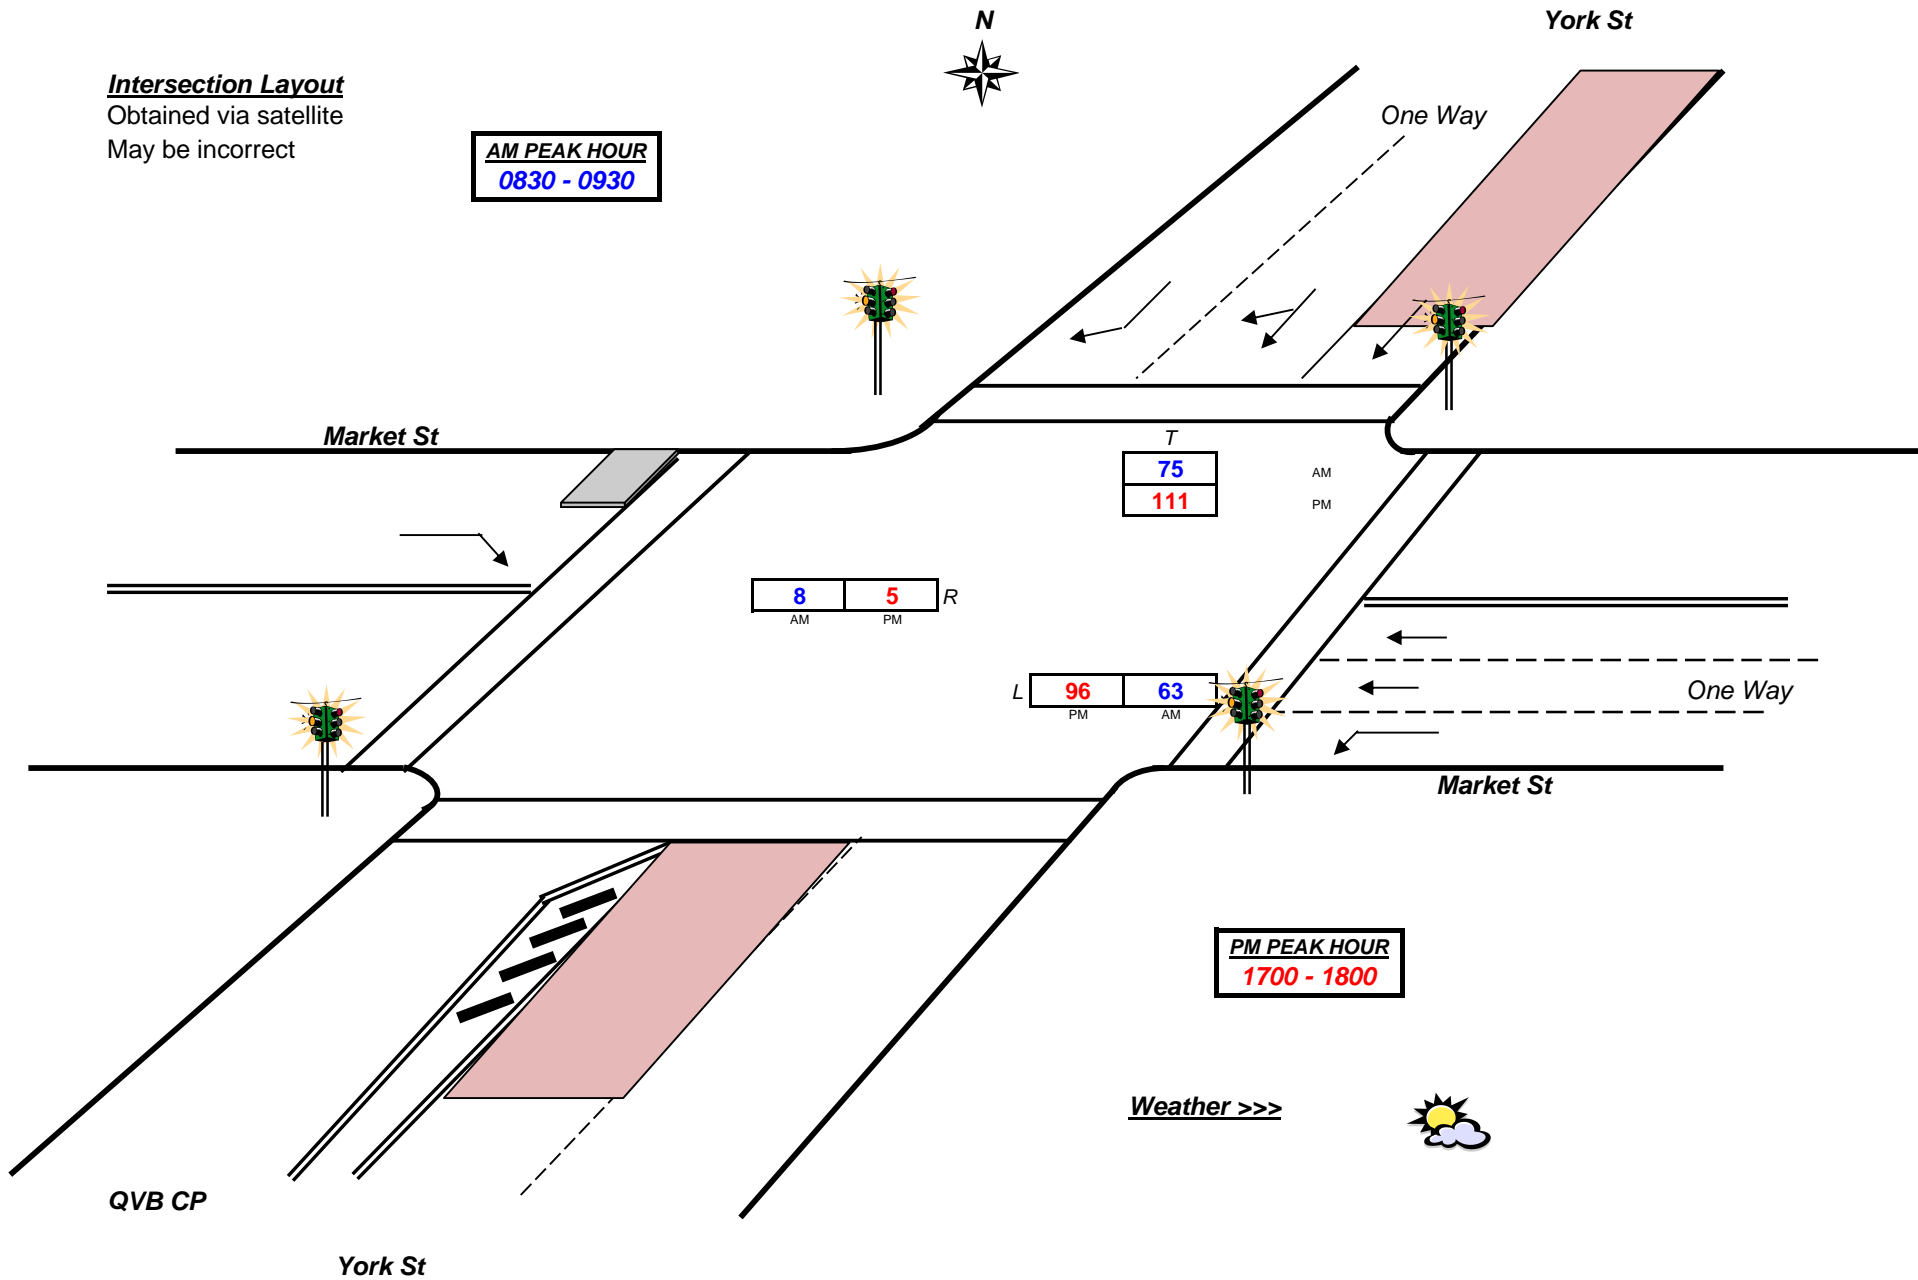 N
York St
Intersection Layout
Obtained via satellite
May be incorrect
One Way
AM PEAK HOUR
0830 - 0930
Market St
T
75
AM
111
PM
8
5
R
AM
PM
L
96
63
PM
AM
One Way
Market St
PM PEAK HOUR
1700 - 1800
Weather >>>
QVB CP
York St